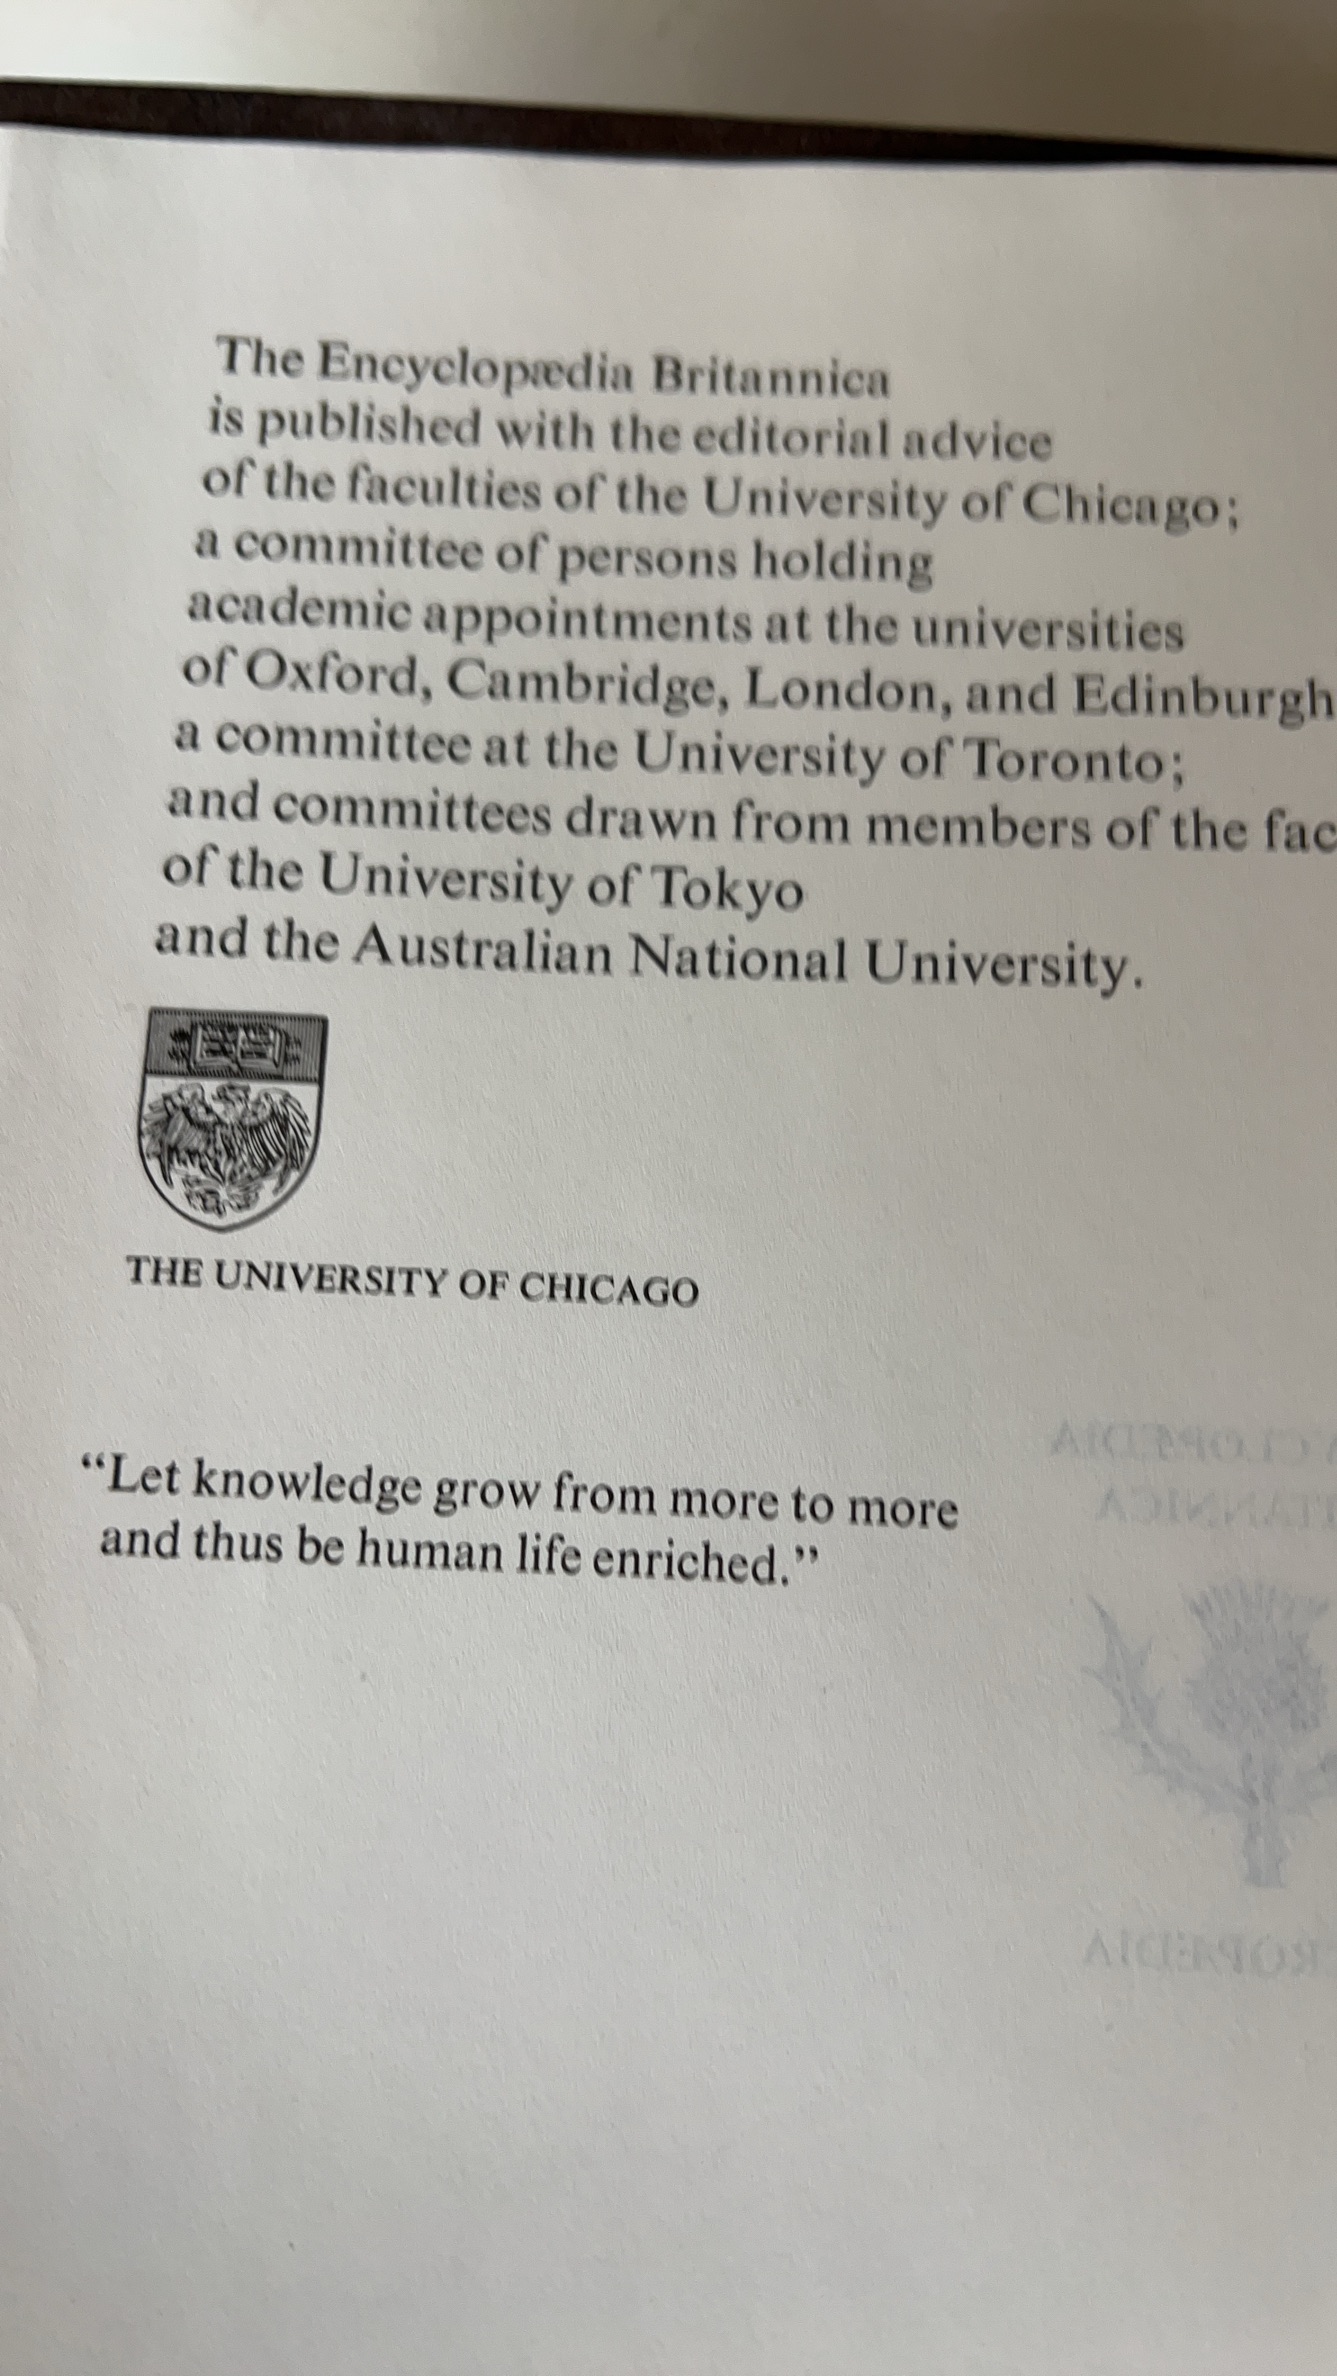 The Encyclopædia Britannica
is published with the editorial advice
of the faculties of the University of Chicago;
a committee of persons holding
academic appointments at the universities
of Oxford, Cambridge, London, and Edinburgh
a committee at the University of Toronto;
and committees drawn from members of the fac
of the University of Tokyo
and the Australian National University.
THE UNIVERSITY OF CHICAGO
“Let knowledge grow from more to more
and thus be human life enriched.”